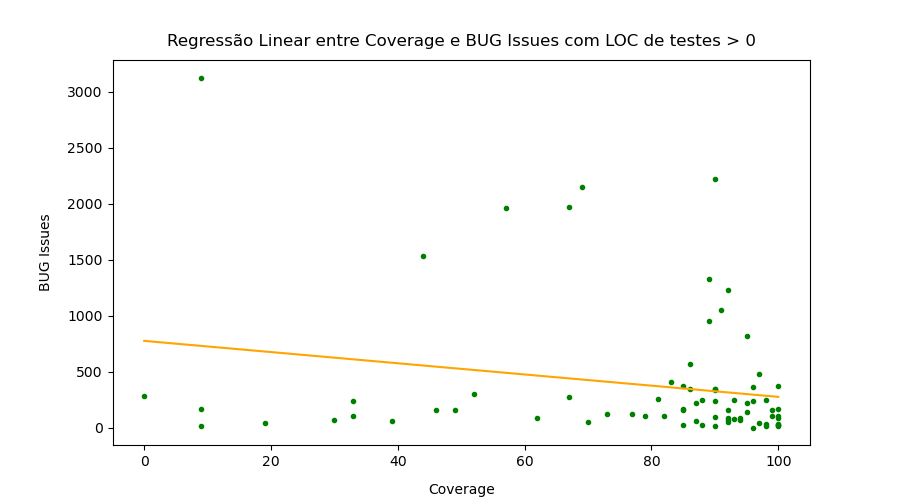 Regressão Linear entre Coverage e BUG Issues com LOC de testes > 0
3000
2500
2000
1500
1000
500
0
BUG Issues
0 20 40 60 80 100
Coverage